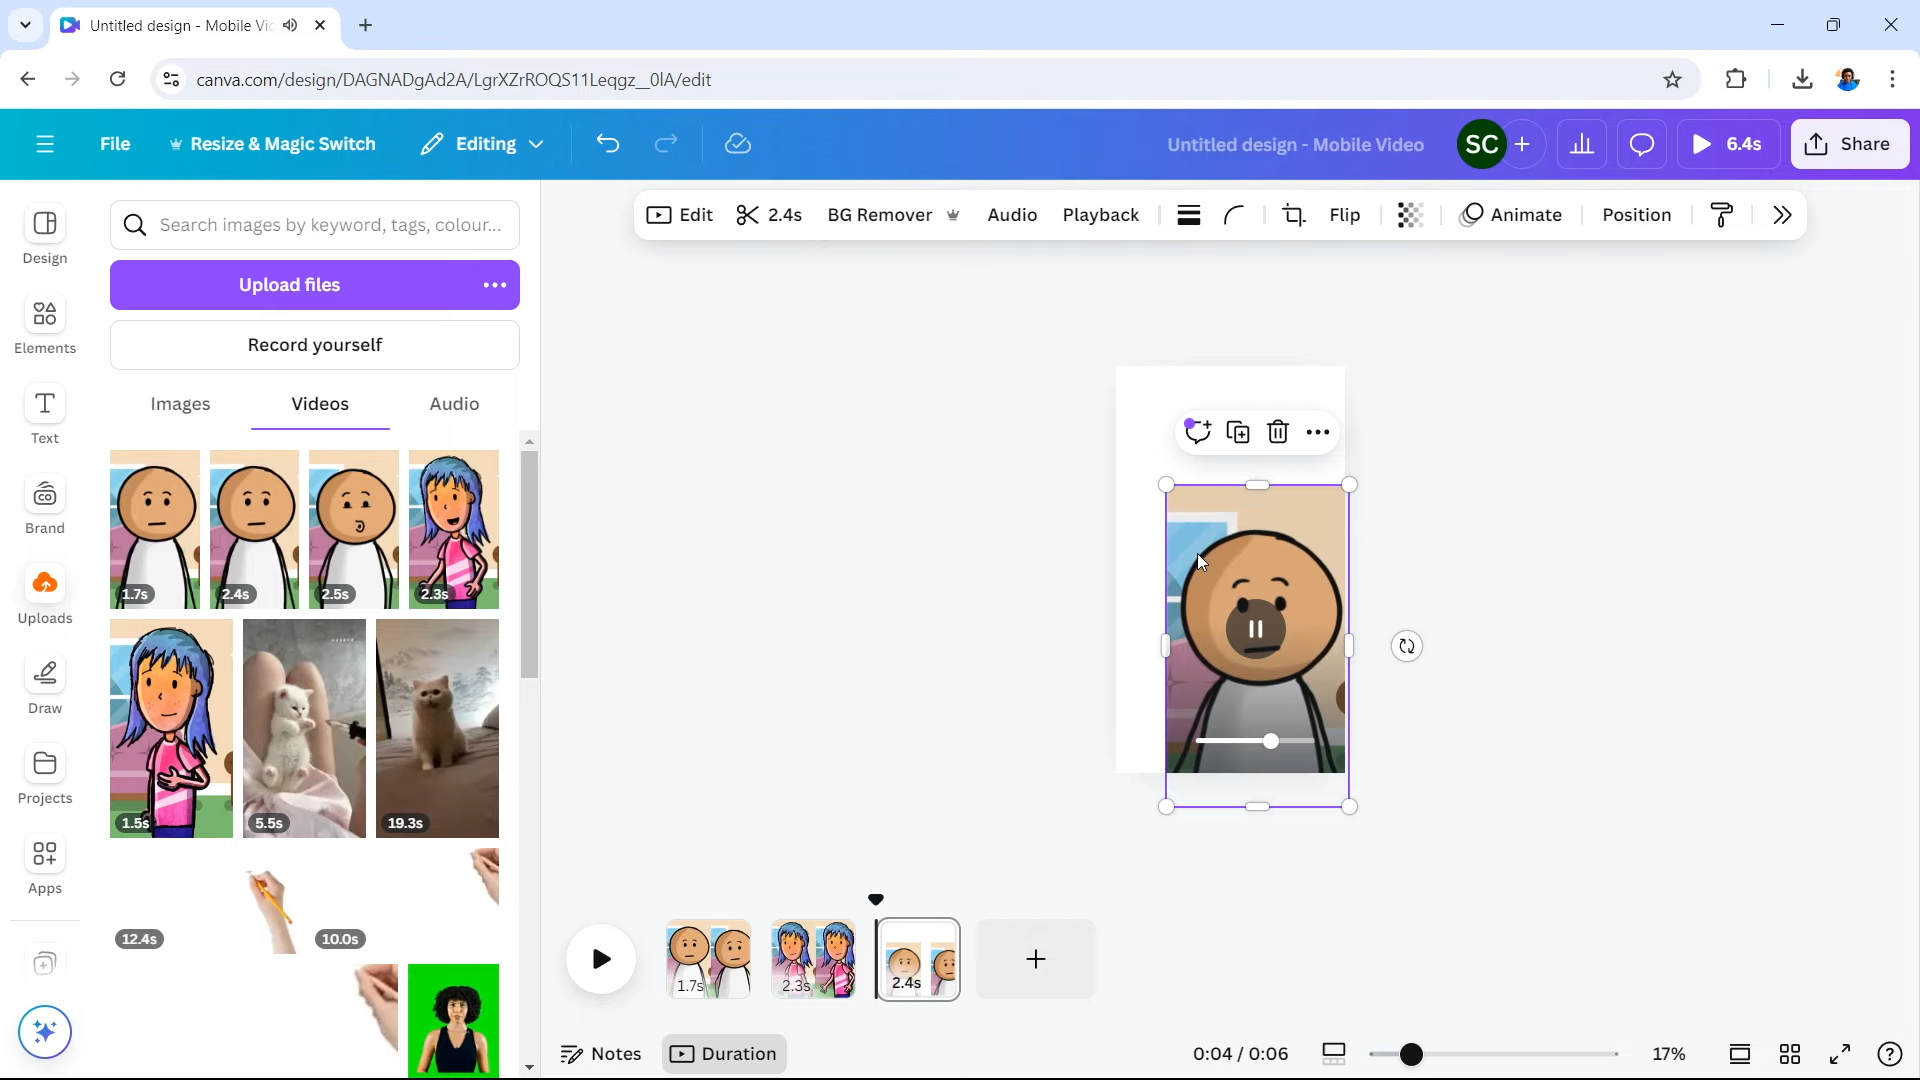 Untitled design - Mobile Vi
canva.com/design/DAGNADgAd2A/LgrXZrROQS11Leqgz__0lA/edit
File
Resize & Magic Switch
Editing
Untitled design - Mobile Video
SC
6.4s
Share
Design
Elements
Text
Brand
Uploads
Draw
Projects
Apps
Search images by keyword, tags, colour...
Upload files
Record yourself
Images
Videos
Audio
1.7s
2.4s
2.5s
2.3s
1.5s
5.5s
19.3s
12.4s
10.0s
Edit
2.4s
BG Remover
Audio
Playback
Flip
Animate
Position
1.7s
2.3s
2.4s
Notes
Duration
0:04 / 0:06
17%